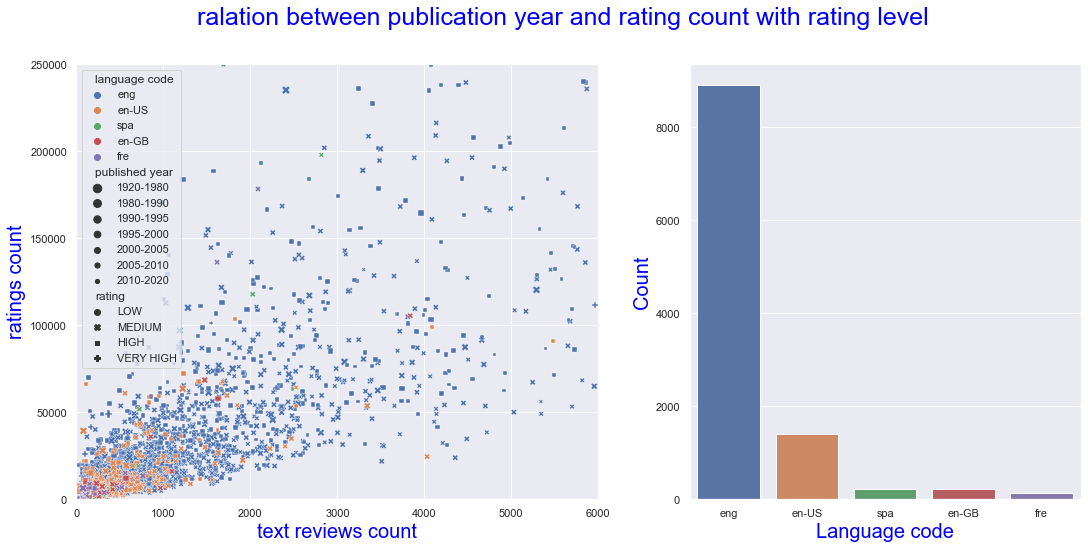 ralation between publication year and rating count with rating level
ratings count
250000
200000
150000
100000
50000
0
language code
eng
en-US
spa
en-GB
fre
published year
1920-1980
1980-1990
1990-1995
1995-2000
2000-2005
2005-2010
2010-2020
rating
LOW
MEDIUM
HIGH
VERY HIGH
0 1000 2000 3000 4000 5000 6000
text reviews count
Count
8000
6000
4000
2000
0
eng en-US spa en-GB fre
Language code